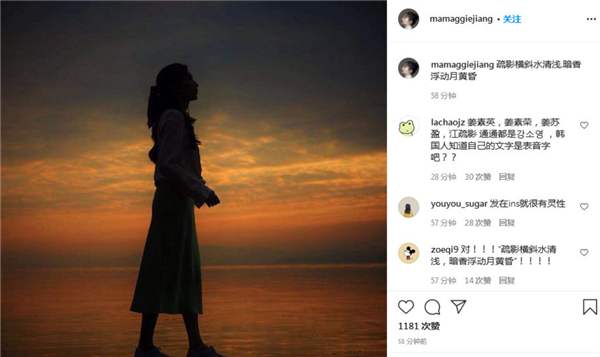 mamaggiejiang • 关注
mamaggiejiang 疏影横斜水清浅.暗香
浮动月黄昏
58 分钟
lachaojz 姜素英，姜素荣，姜苏
盈，江疏影 通通都是강소영 ，韩
国人知道自己的文字是表音字
吧？？
28 分钟 30 次赞 回复
youyou_sugar 发在ins就很有灵性
57 分钟 28 次赞 回复
zoeqi9 对！！！“疏影横斜水清
浅，暗香浮动月黄昏”！！！！
57 分钟 14 次赞 回复
1181 次赞
58 分钟前